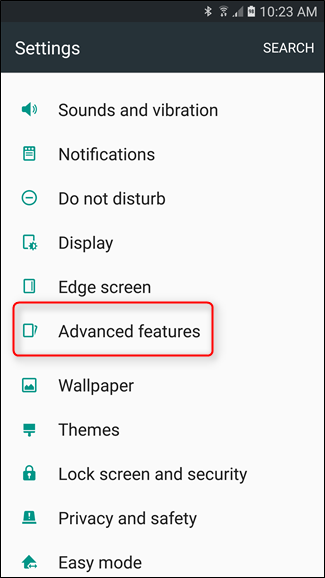 10:23 AM
Settings SEARCH
Sounds and vibration
Notifications
Do not disturb
Display
Edge screen
Advanced features
Wallpaper
Themes
Lock screen and security
Privacy and safety
Easy mode